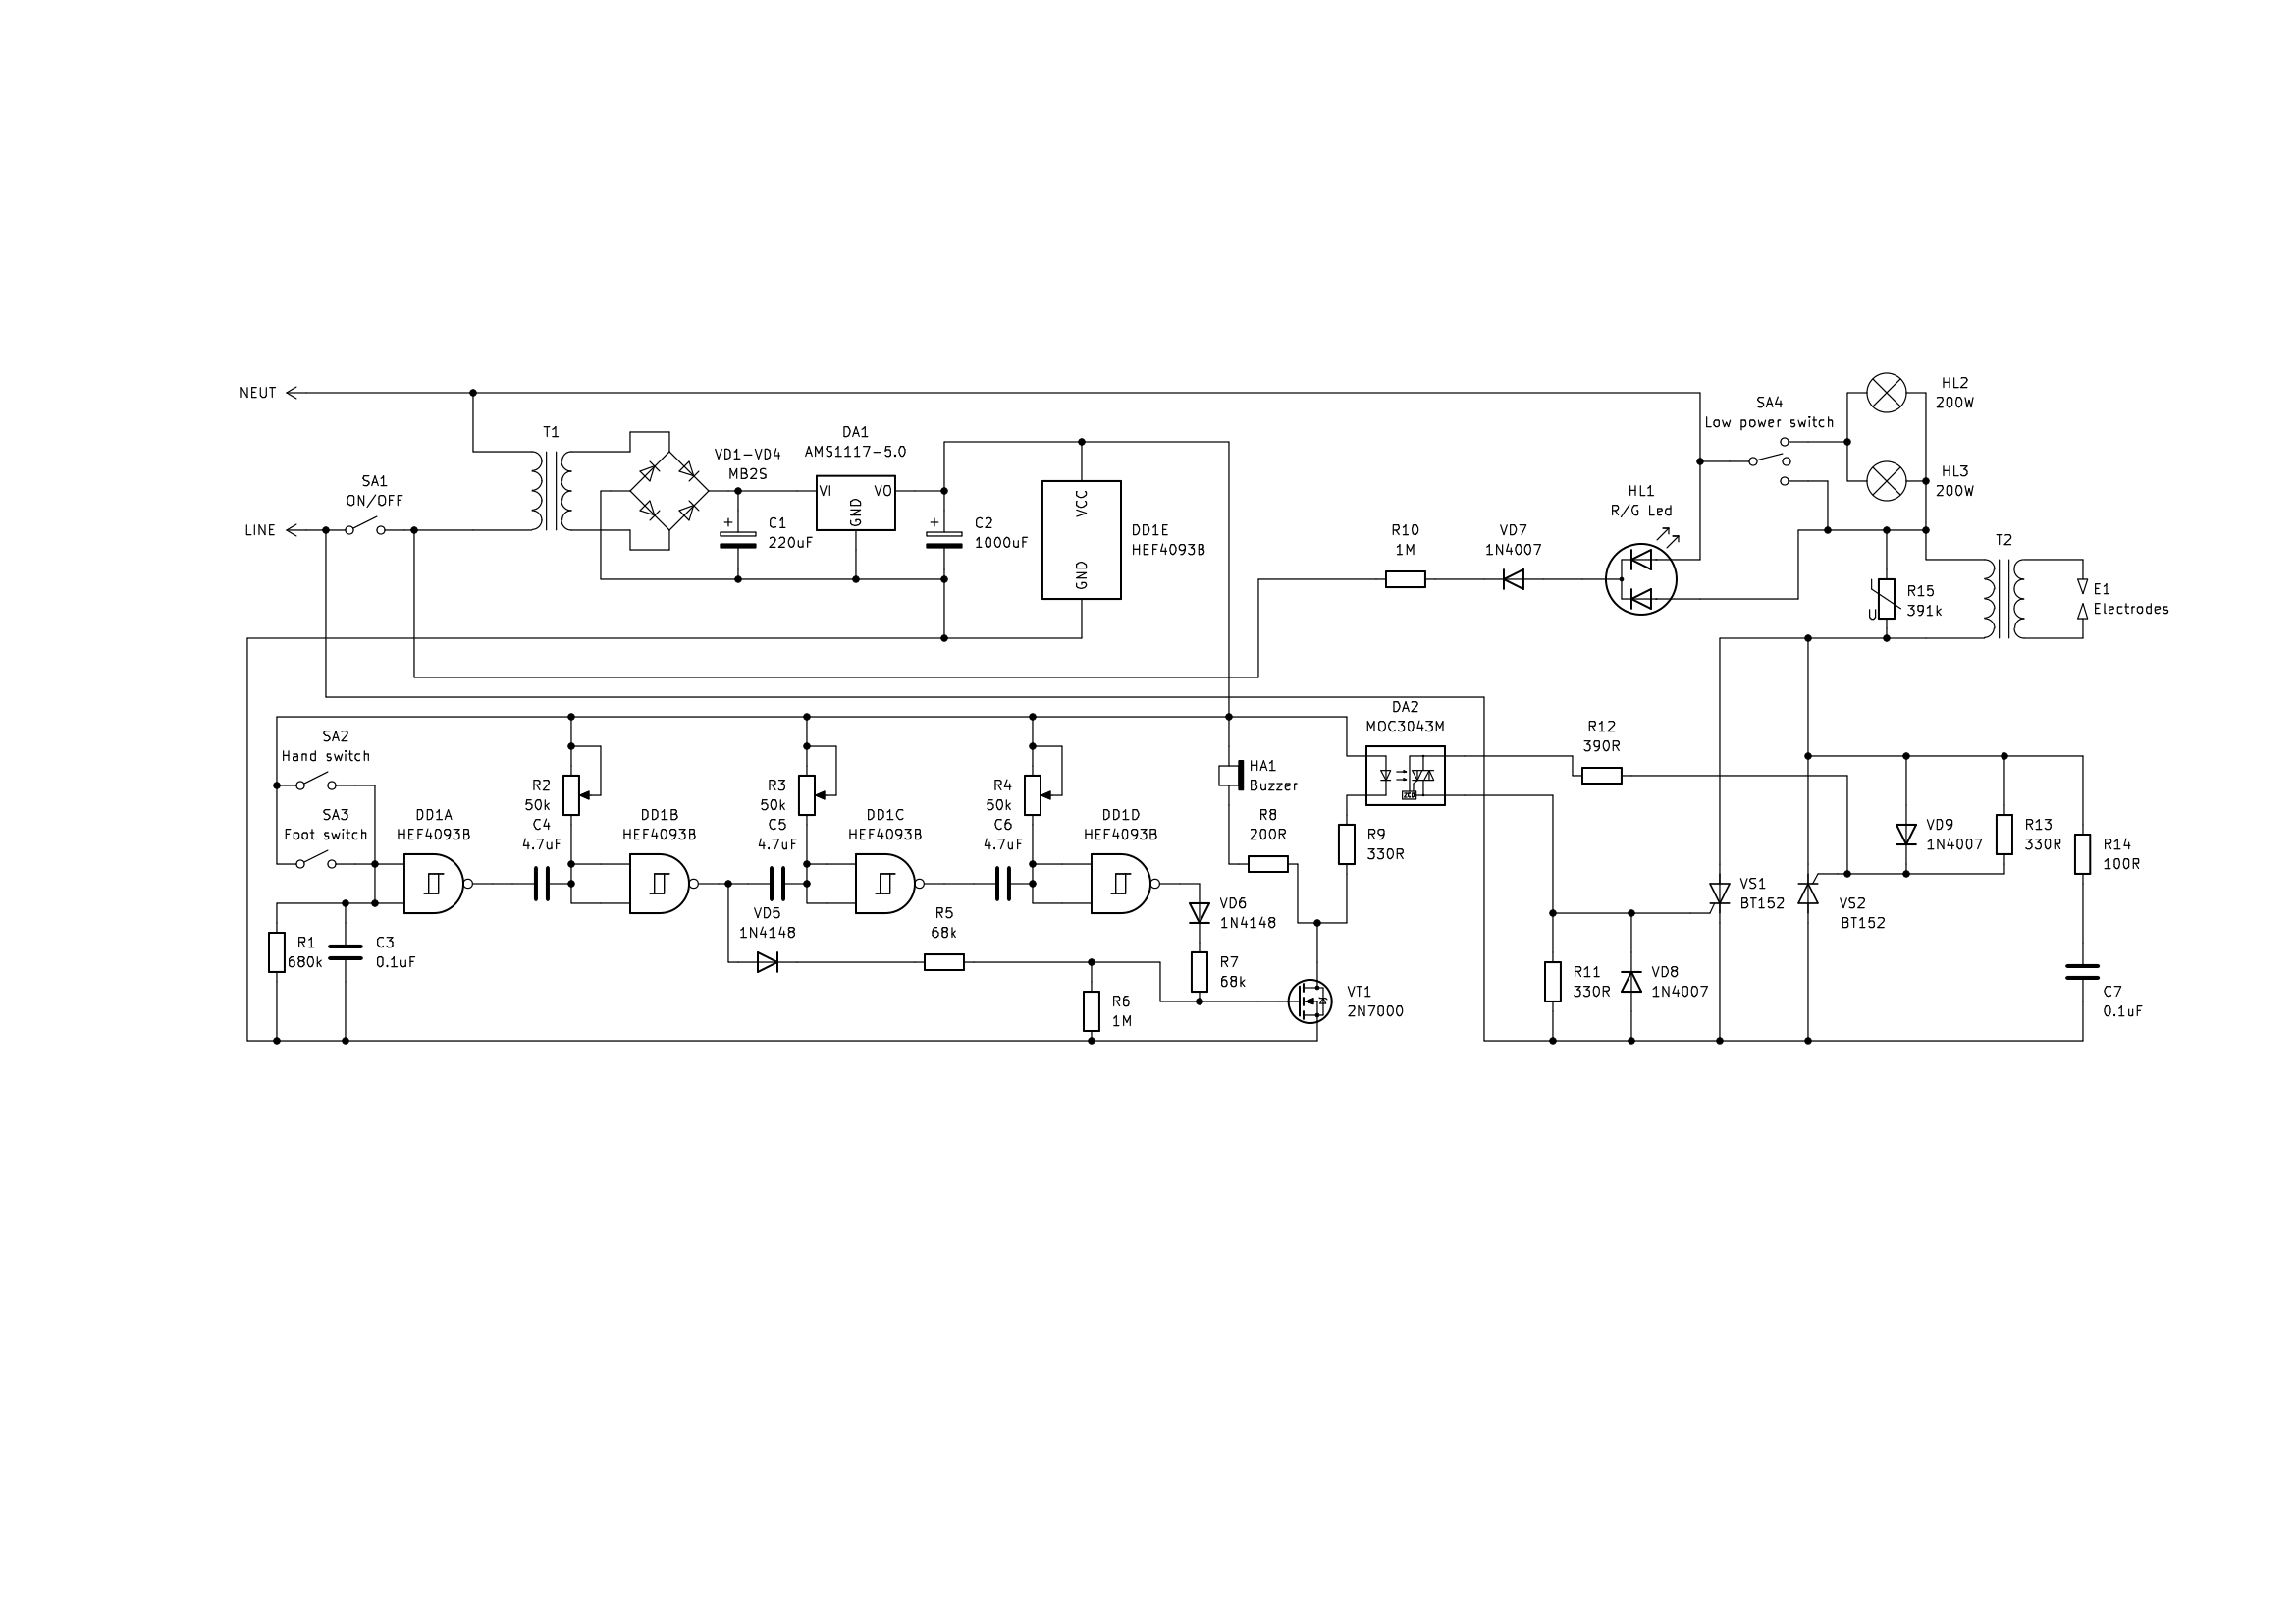 NEUT
LINE
SA1
ON/OFF
T1
VD1-VD4
MB2S
DA1
AMS1117-5.0
VI
VO
GND
+
C1
220uF
+
C2
1000uF
VCC
GND
DD1E
HEF4093B
R10
1M
VD7
1N4007
HL1
R/G Led
SA4
Low power switch
HL2
200W
HL3
200W
U
R15
391k
T2
E1
Electrodes
SA2
Hand switch
SA3
Foot switch
R1
680k
C3
0.1uF
DD1A
HEF4093B
R2
50k
C4
4.7uF
DD1B
HEF4093B
VD5
1N4148
R3
50k
C5
4.7uF
DD1C
HEF4093B
R5
68k
R4
50k
C6
4.7uF
DD1D
HEF4093B
R6
1M
VD6
1N4148
R7
68k
HA1
Buzzer
R8
200R
R9
330R
VT1
2N7000
DA2
MOC3043M
R12
390R
R11
330R
VD8
1N4007
VS1
BT152
VS2
BT152
VD9
1N4007
R13
330R
R14
100R
C7
0.1uF